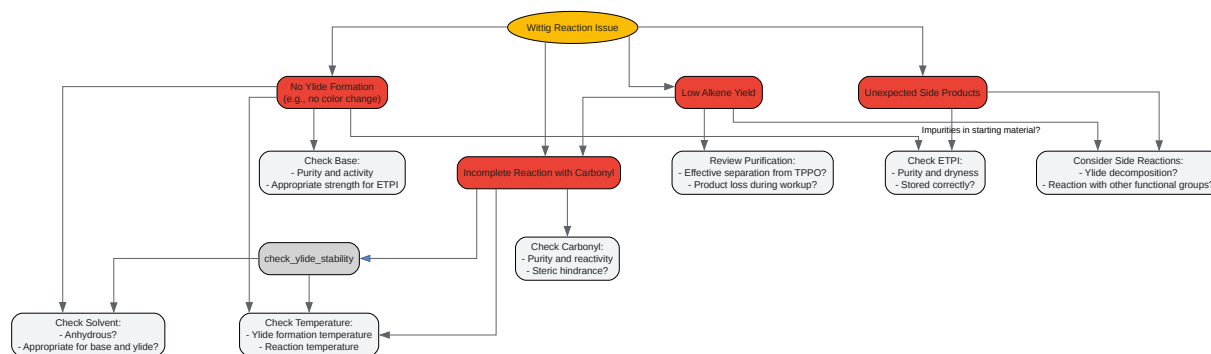 Wittig Reaction Issue
No Ylide Formation
(e.g., no color change)
Low Alkene Yield
Unexpected Side Products
Impurities in starting material?
Check Base:
- Purity and activity
- Appropriate strength for ETPI
Incomplete Reaction with Carbonyl
Review Purification:
- Effective separation from TPPO?
- Product loss during workup?
Check ETPI:
- Purity and dryness
- Stored correctly?
Consider Side Reactions:
- Ylide decomposition?
- Reaction with other functional groups?
check_ylide_stability
Check Carbonyl:
- Purity and reactivity
- Steric hindrance?
Check Solvent:
- Anhydrous?
- Appropriate for base and ylide?
Check Temperature:
- Ylide formation temperature
- Reaction temperature